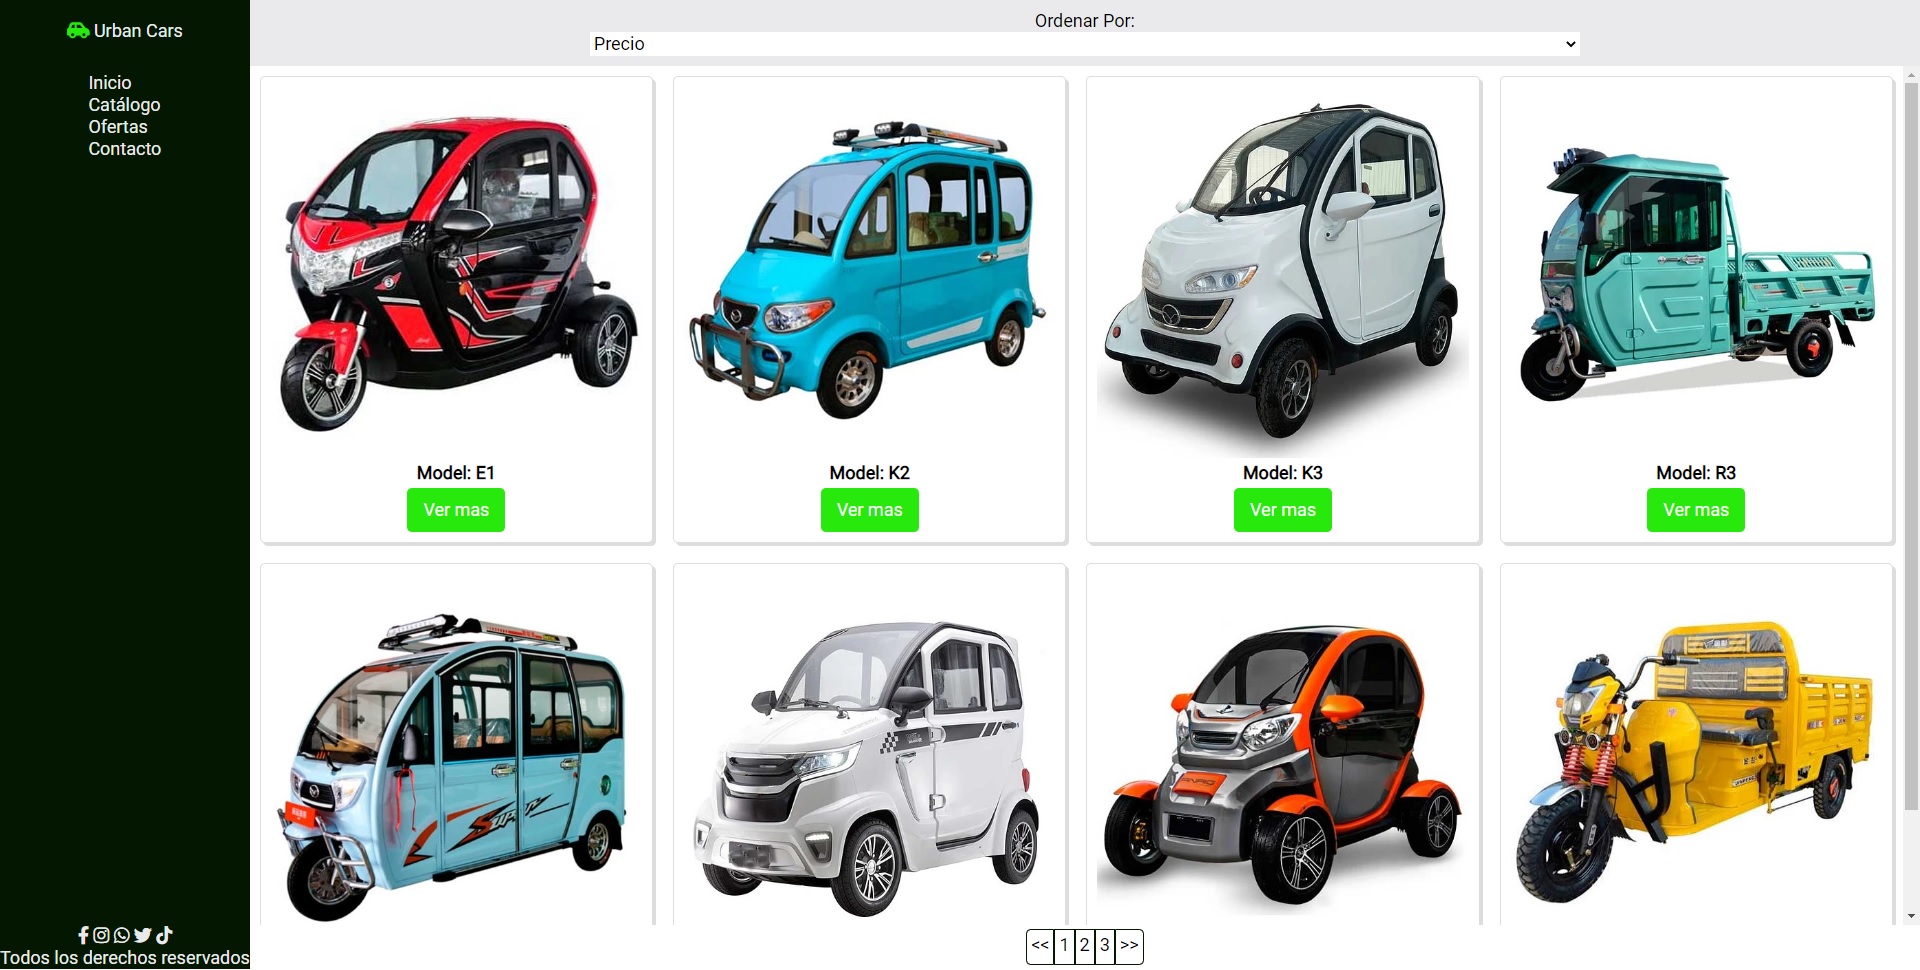 Urban Cars
Inicio
Catálogo
Ofertas
Contacto
Ordenar Por:
Precio
Model: E1
Ver mas
Model: K2
Ver mas
Model: K3
Ver mas
Model: R3
Ver mas
<< 1 2 3 >>
Todos los derechos reservados